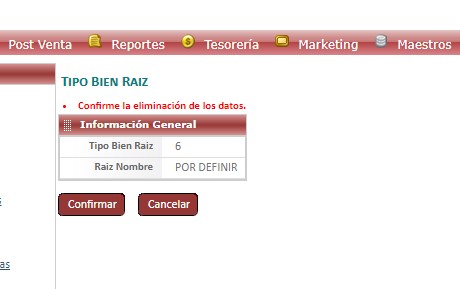 Post Venta Reportes Tesorería Marketing Maestros
TIPO BIEN RAIZ
• Confirme la eliminación de los datos.
Información General
Tipo Bien Raiz 6
Raiz Nombre POR DEFINIR
Confirmar Cancelar
as